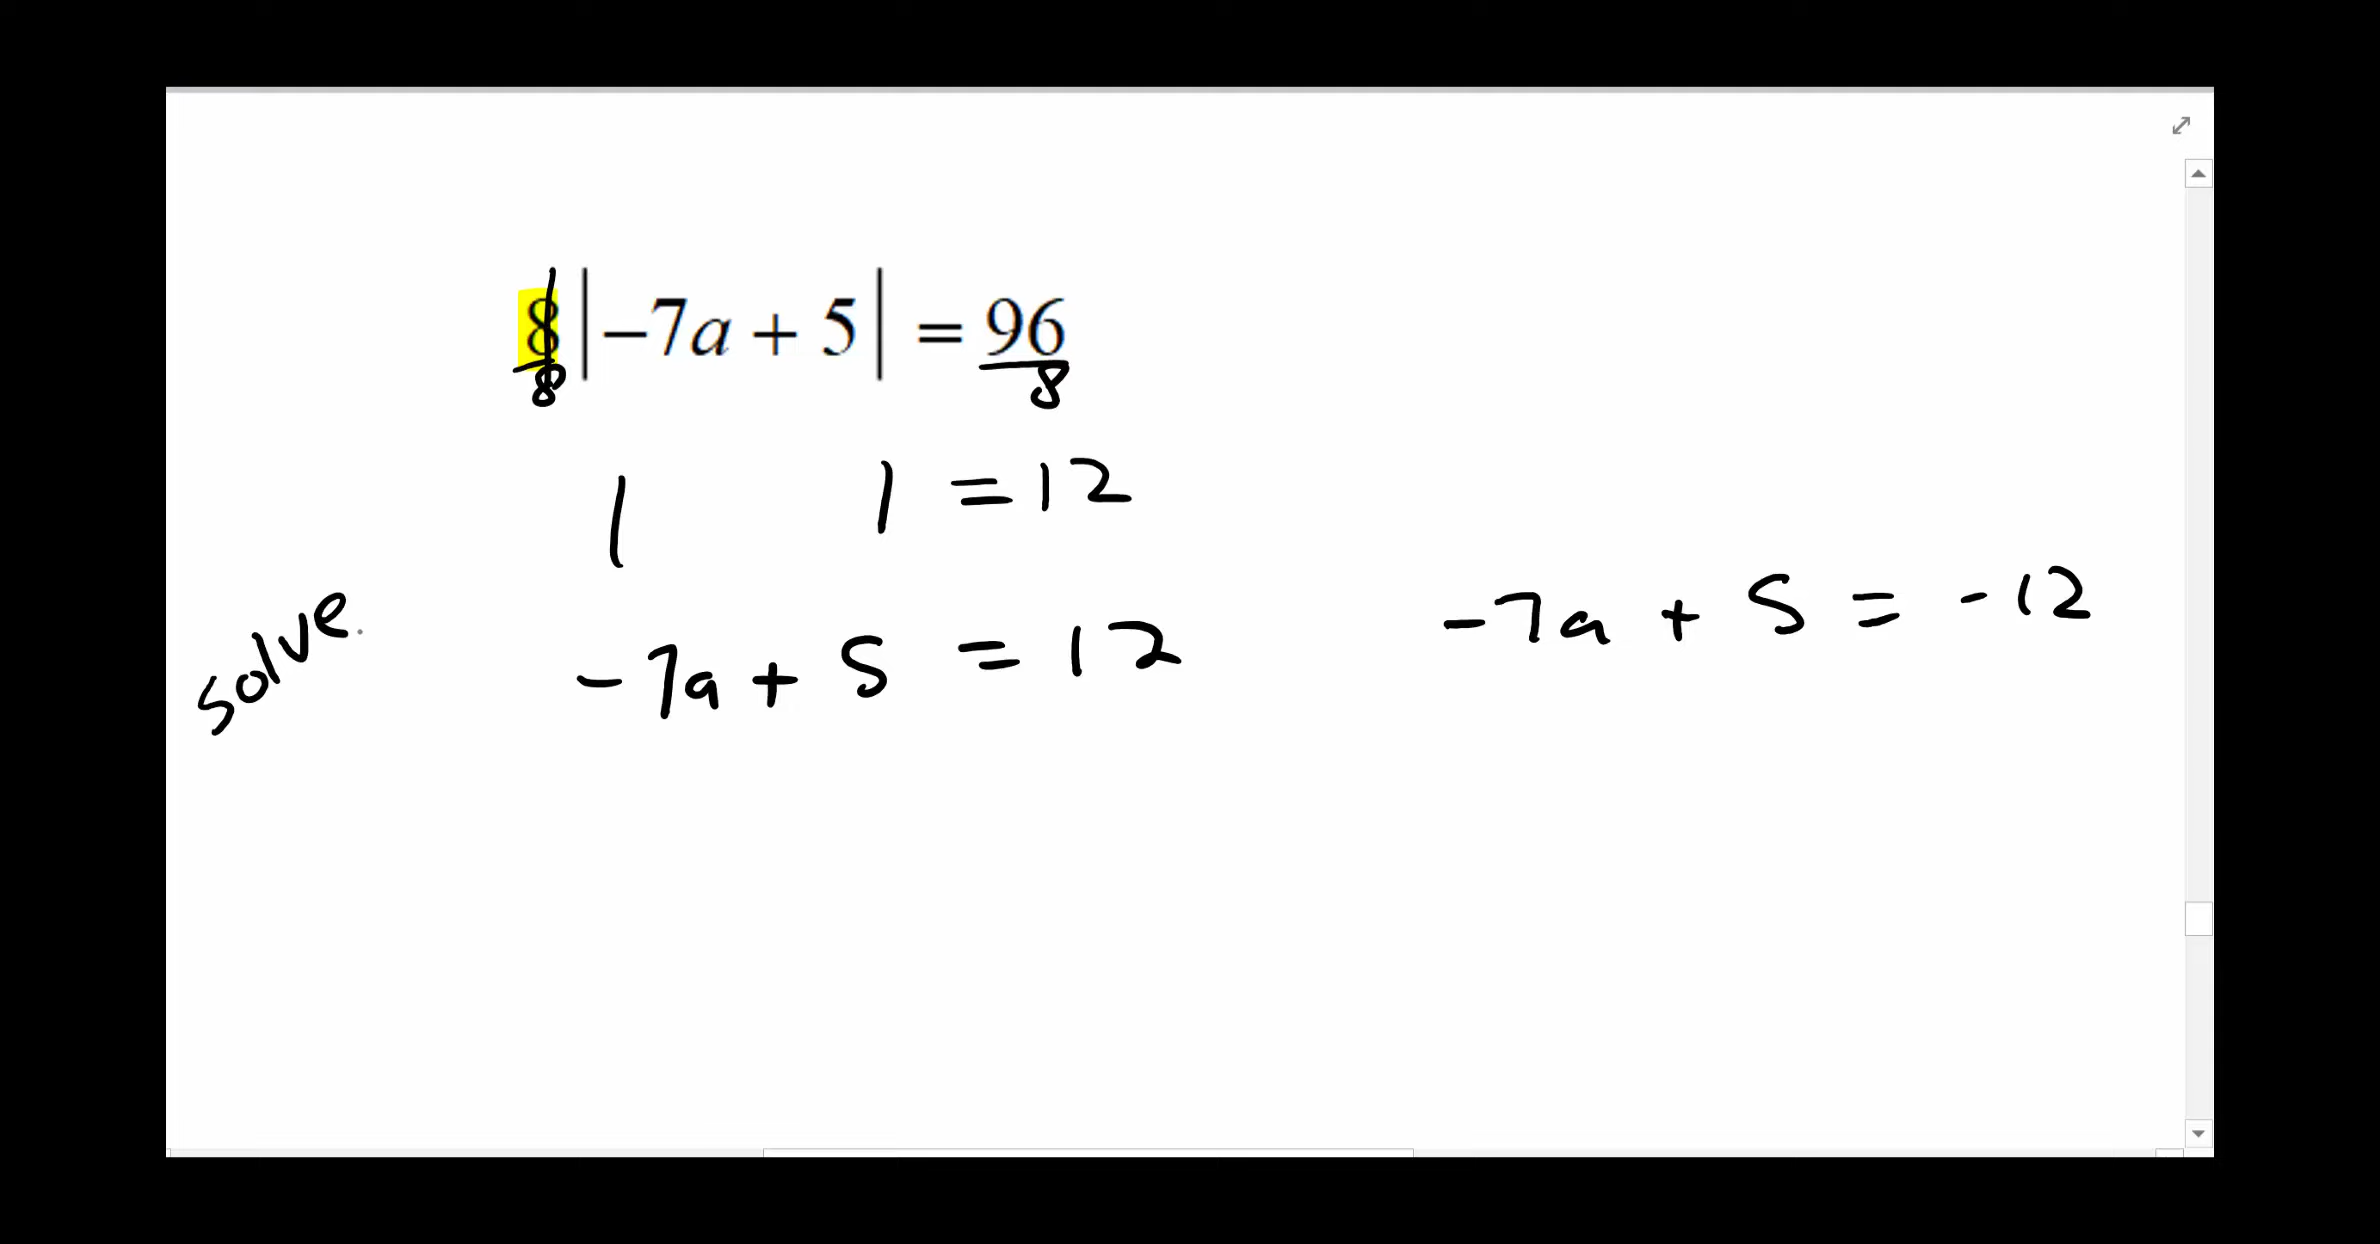 8|−7a + 5| = 96
8 8
| | = 12
-7a + 5 = -12
solve
-7a + 5 = 12